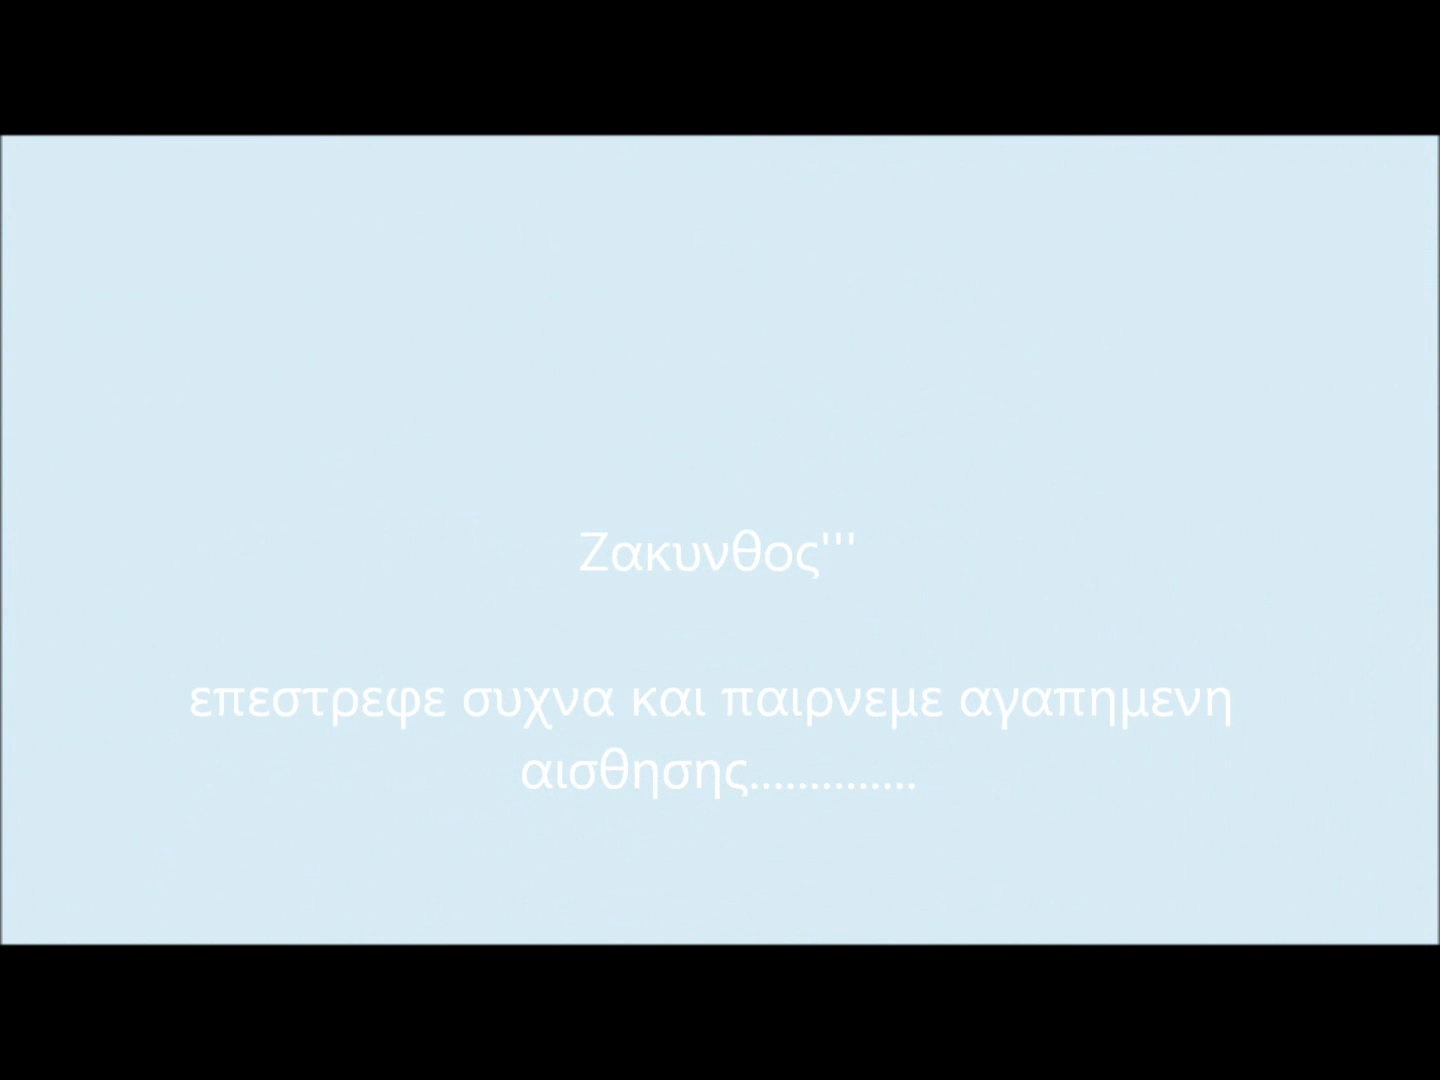 Ζακυνθος'''
επεστρεφε συχνα και παιρνεμε αγαπημενη
αισθησης..............